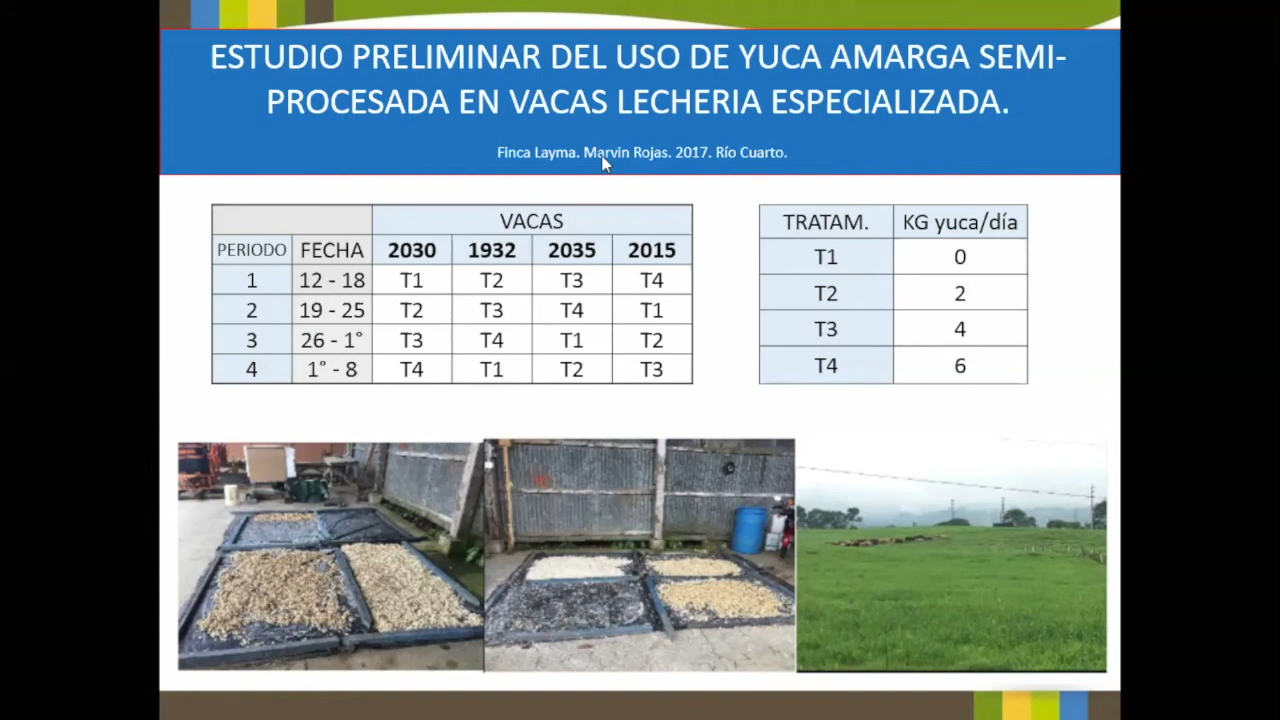 ESTUDIO PRELIMINAR DEL USO DE YUCA AMARGA SEMI-
PROCESADA EN VACAS LECHERIA ESPECIALIZADA.
Finca Layma. Marvin Rojas. 2017. Río Cuarto.
VACAS
PERIODO FECHA 2030 1932 2035 2015
1 12 - 18 T1 T2 T3 T4
2 19 - 25 T2 T3 T4 T1
3 26 - 1° T3 T4 T1 T2
4 1° - 8 T4 T1 T2 T3
TRATAM. KG yuca/día
T1 0
T2 2
T3 4
T4 6